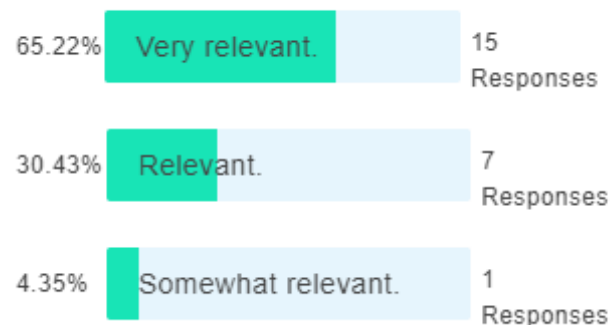 65.22% Very relevant. 15
Responses
30.43% Relevant. 7
Responses
4.35% Somewhat relevant. 1
Responses